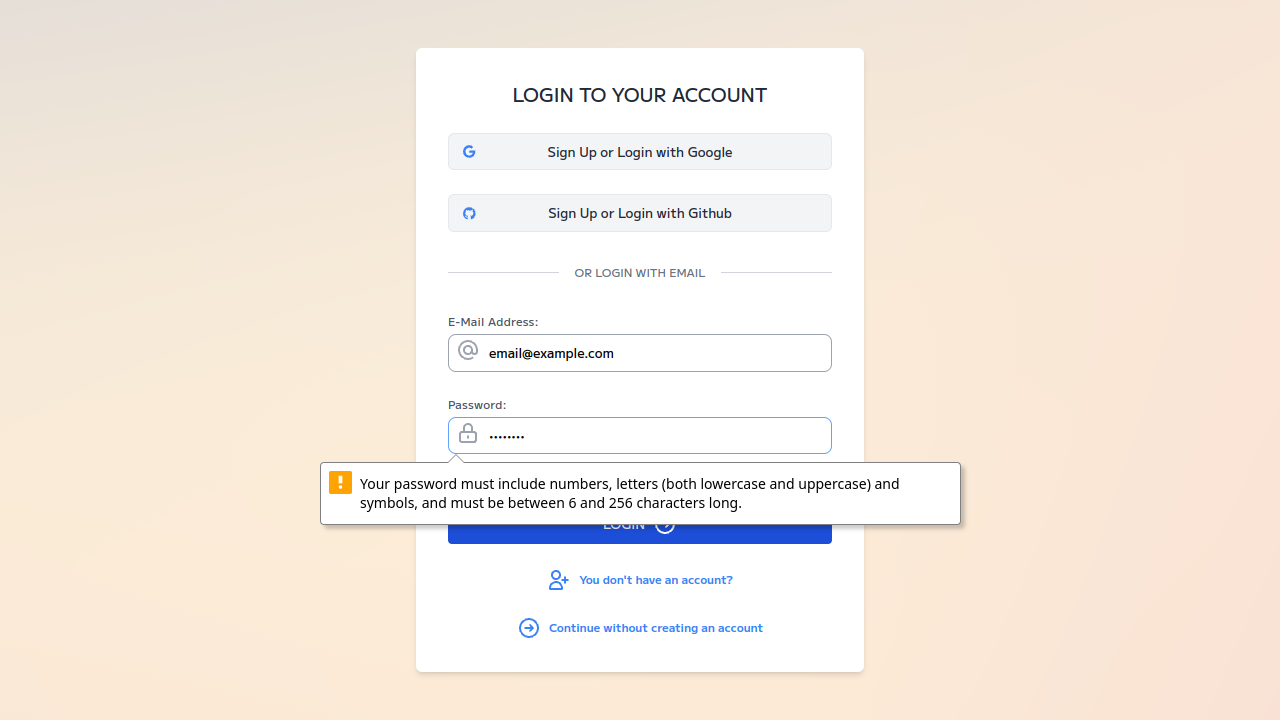 LOGIN TO YOUR ACCOUNT
Sign Up or Login with Google
Sign Up or Login with Github
OR LOGIN WITH EMAIL
E-Mail Address:
email@example.com
Password:
••••••••
Your password must include numbers, letters (both lowercase and uppercase) and
symbols, and must be between 6 and 256 characters long.
LOGIN
You don't have an account?
Continue without creating an account